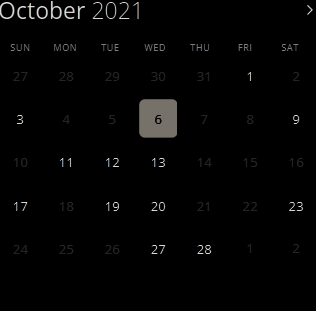 October 2021 >
SUN MON TUE WED THU FRI SAT
27 28 29 30 31 1 2
3 4 5 6 7 8 9
10 11 12 13 14 15 16
17 18 19 20 21 22 23
24 25 26 27 28 1 2